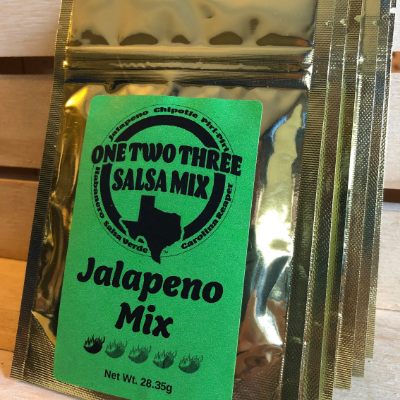 Jalapeno Chipotle Piri-Piri
ONE TWO THREE
SALSA MIX
Habanero Salsa Verde Carolina Reaper
Jalapeno
Mix
Net Wt. 28.35g